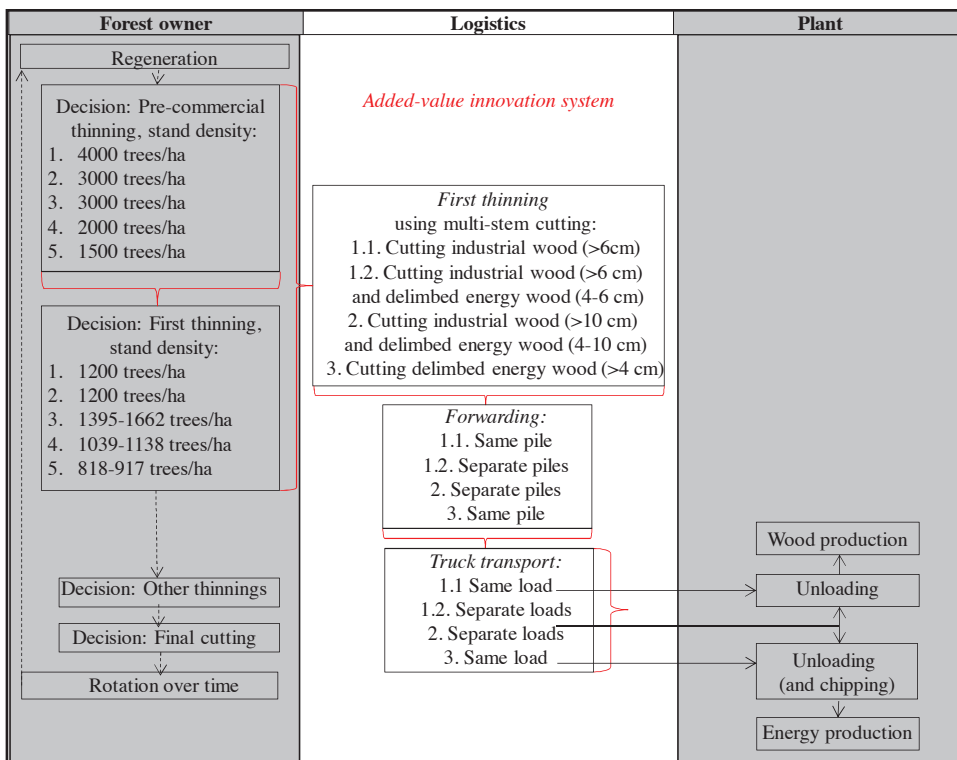 Forest owner
Logistics
Plant
Regeneration
Decision: Pre-commercial
thinning, stand density:
1. 4000 trees/ha
2. 3000 trees/ha
3. 3000 trees/ha
4. 2000 trees/ha
5. 1500 trees/ha
Decision: First thinning,
stand density:
1. 1200 trees/ha
2. 1200 trees/ha
3. 1395-1662 trees/ha
4. 1039-1138 trees/ha
5. 818-917 trees/ha
Decision: Other thinnings
Decision: Final cutting
Rotation over time
Added-value innovation system
First thinning
using multi-stem cutting:
1.1. Cutting industrial wood (>6cm)
1.2. Cutting industrial wood (>6 cm)
and delimbed energy wood (4-6 cm)
2. Cutting industrial wood (>10 cm)
and delimbed energy wood (4-10 cm)
3. Cutting delimbed energy wood (>4 cm)
Forwarding:
1.1. Same pile
1.2. Separate piles
2. Separate piles
3. Same pile
Truck transport:
1.1 Same load
1.2. Separate loads
2. Separate loads
3. Same load
Wood production
Unloading
Unloading
(and chipping)
Energy production